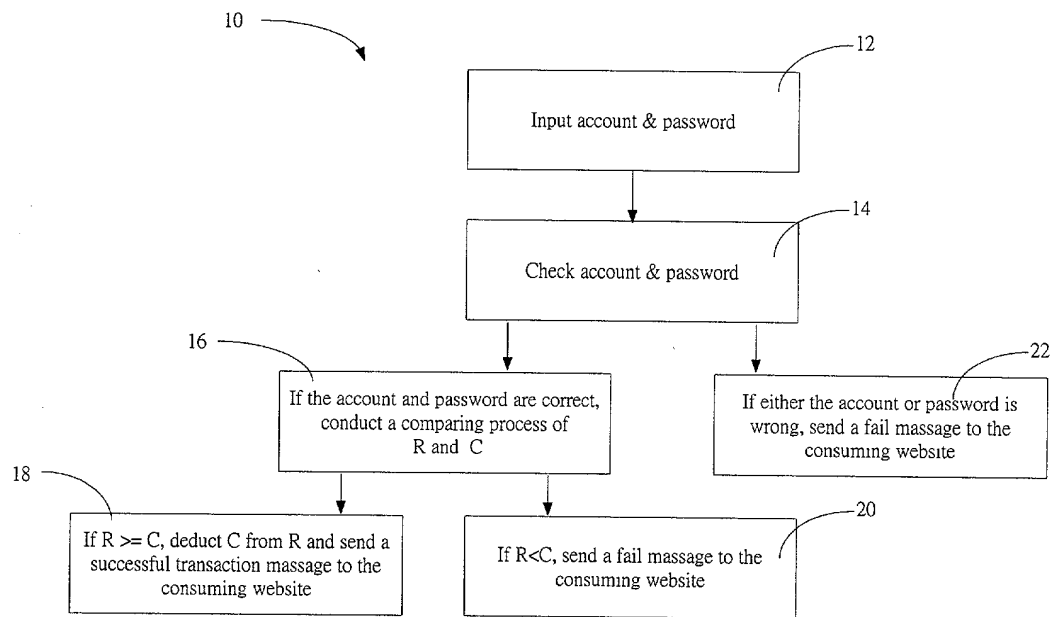 10
12
Input account & password
14
Check account & password
16
If the account and password are correct,
conduct a comparing process of
R and C
22
If either the account or password is
wrong, send a fail massage to the
consuming website
18
If R >= C, deduct C from R and send a
successful transaction massage to the
consuming website
20
If R<C, send a fail massage to the
consuming website